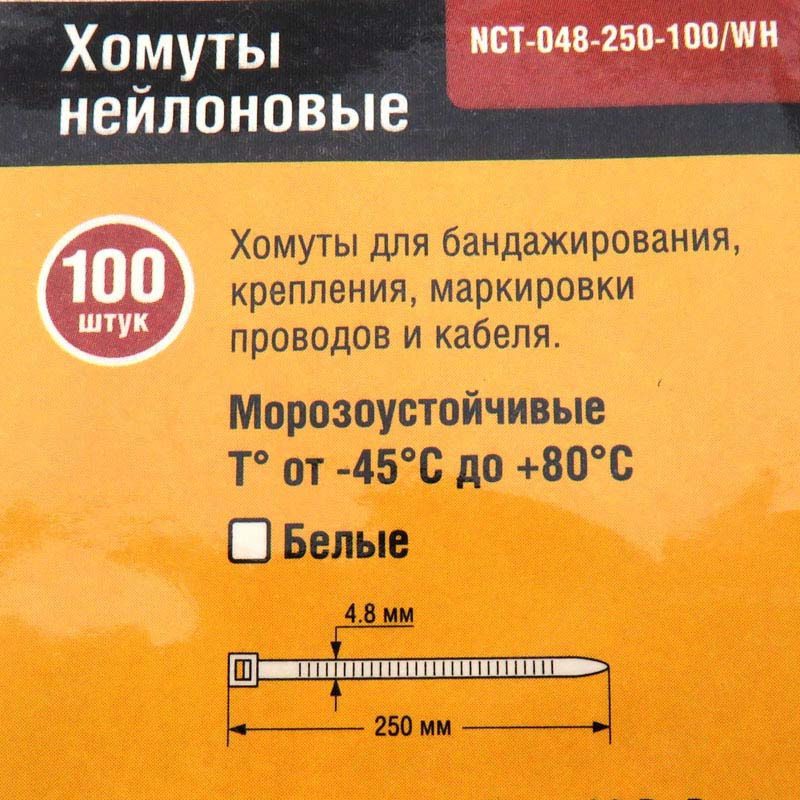 Хомуты
нейлоновые
NCT-048-250-100/WH
100
штук
Хомуты для бандажирования,
крепления, маркировки
проводов и кабеля.
Морозоустойчивые
T° от -45°C до +80°C
Белые
4.8 мм
250 мм